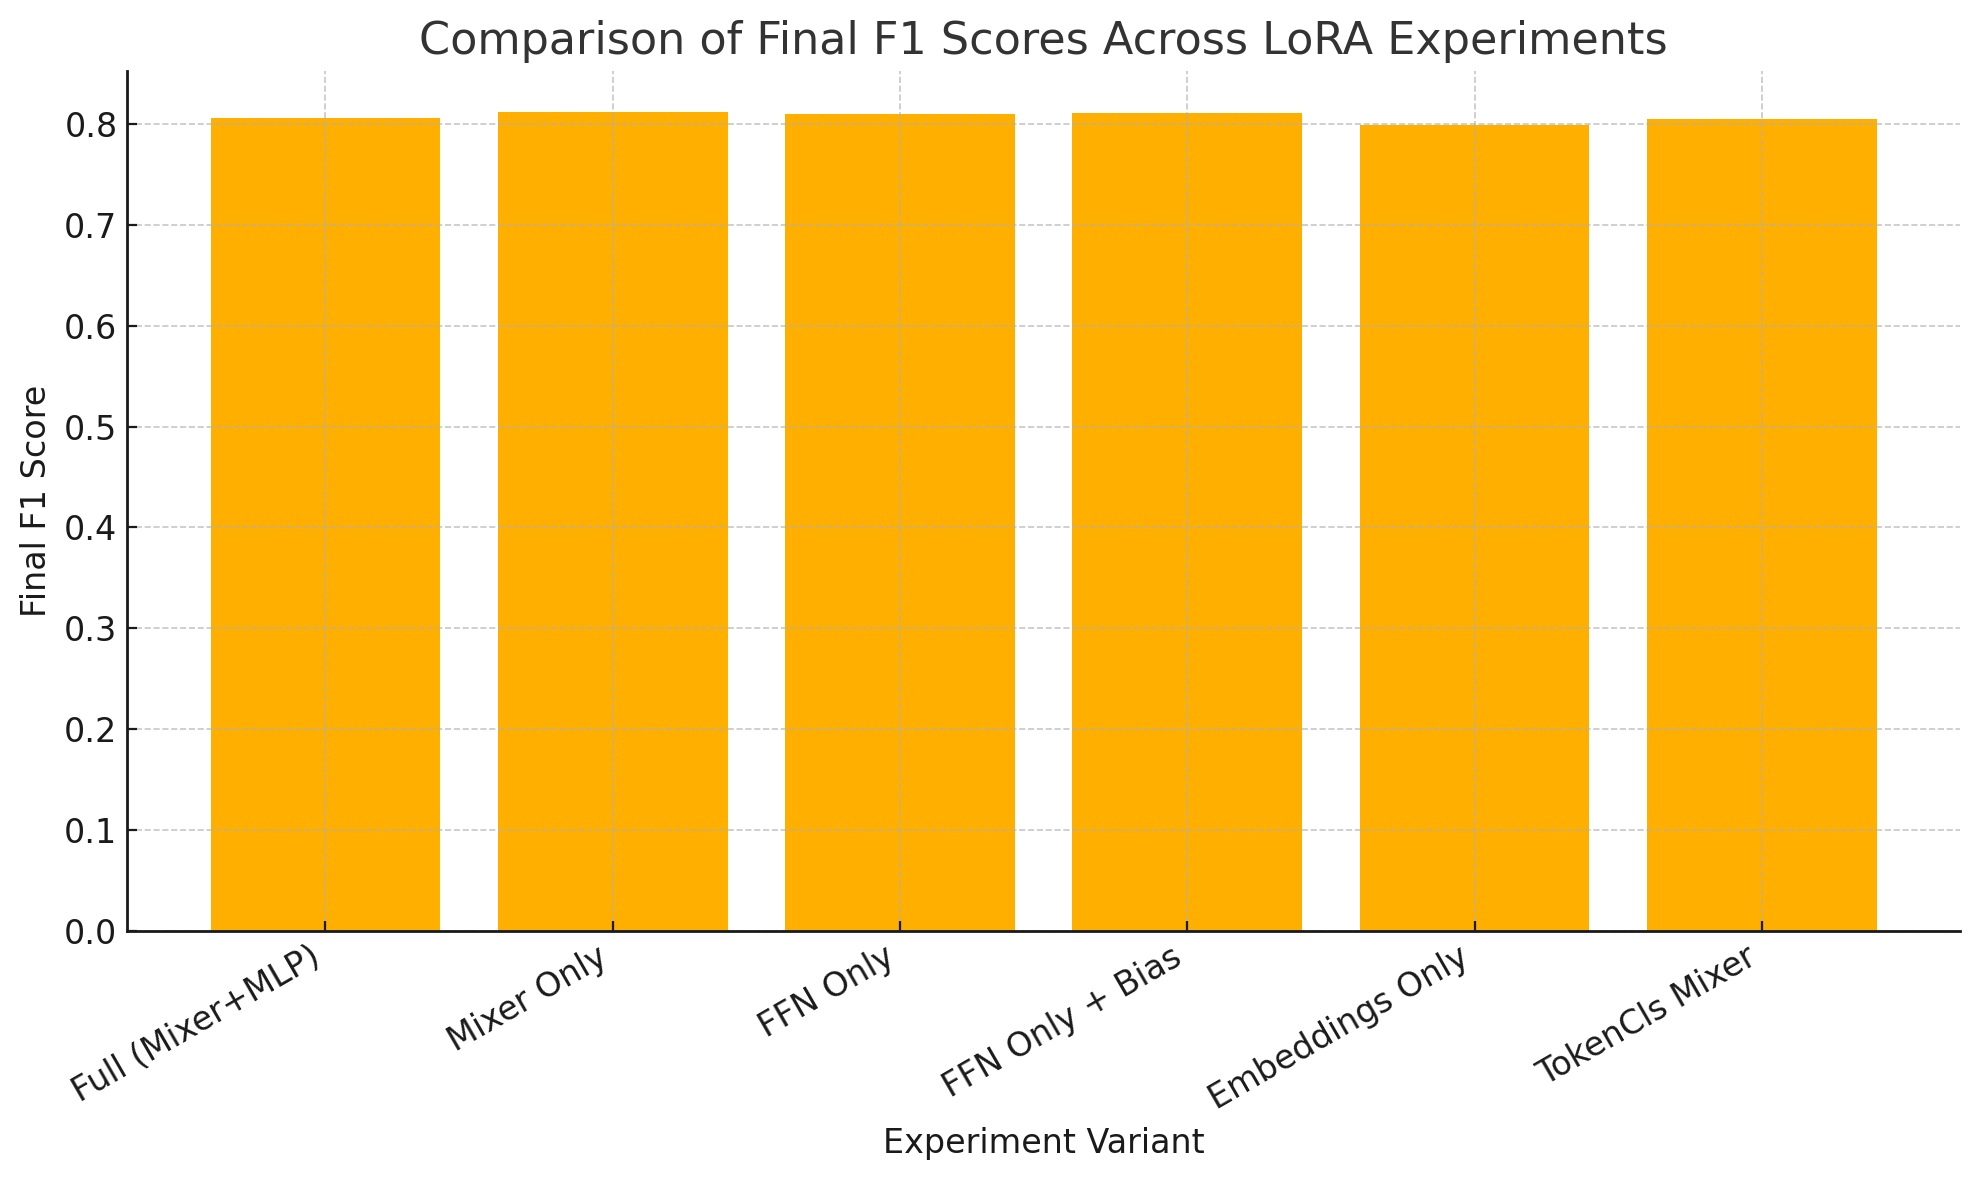 Comparison of Final F1 Scores Across LoRA Experiments
Final F1 Score
0.8
0.7
0.6
0.5
0.4
0.3
0.2
0.1
0.0
Full (Mixer+MLP)
Mixer Only
FFN Only
FFN Only + Bias
Embeddings Only
TokenCls Mixer
Experiment Variant